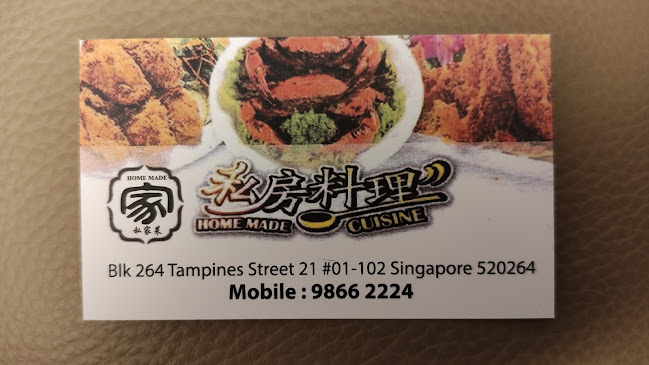 HOME MADE
家
私家菜
私房料理
HOME MADE CUISINE
Blk 264 Tampines Street 21 #01-102 Singapore 520264
Mobile : 9866 2224